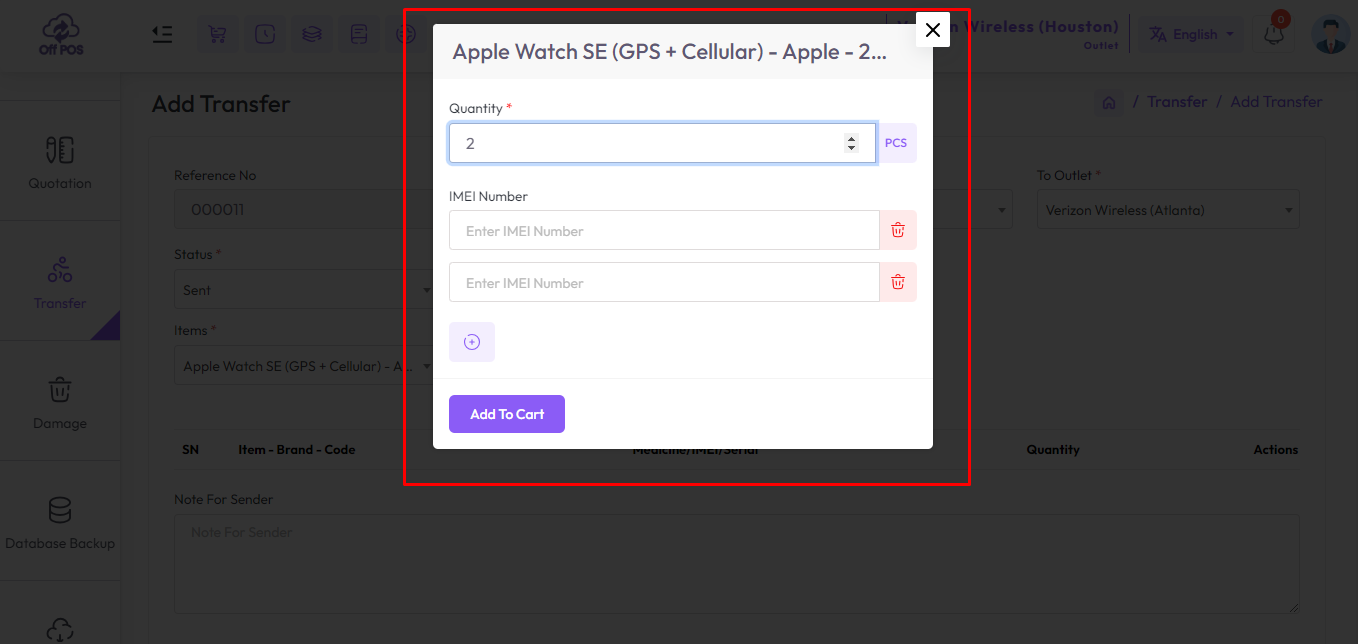 Off POS
n Wireless (Houston)
Outlet
English
0
Apple Watch SE (GPS + Cellular) - Apple - 2...
Add Transfer
/ Transfer / Add Transfer
Quantity *
2
PCS
Quotation
Reference No
000011
To Outlet *
Verizon Wireless (Atlanta)
IMEI Number
Enter IMEI Number
Enter IMEI Number
Status *
Sent
Transfer
Items *
Apple Watch SE (GPS + Cellular) - A...
Add To Cart
Damage
SN
Item - Brand - Code
Medicine/IMEI/Serial
Quantity
Actions
Note For Sender
Note For Sender
Database Backup